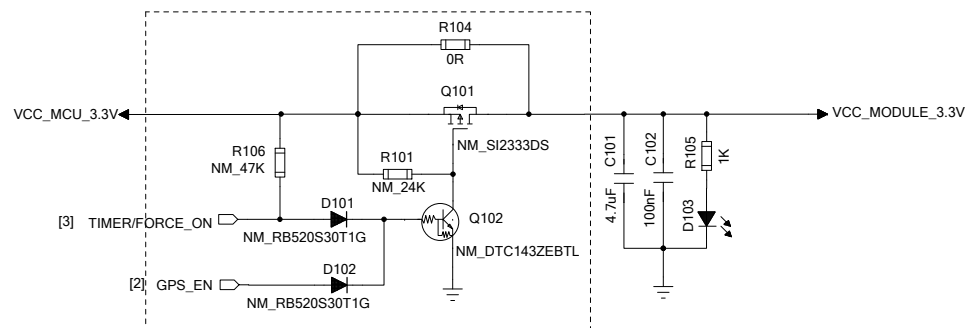 R104
0R
Q101
VCC_MCU_3.3V
VCC_MODULE_3.3V
NM_SI2333DS
R106
NM_47K
R101
NM_24K
C101
4.7uF
C102
100nF
R105
1K
D103
[3] TIMER/FORCE_ON
D101
NM_RB520S30T1G
Q102
NM_DTC143ZEBTL
[2] GPS_EN
D102
NM_RB520S30T1G